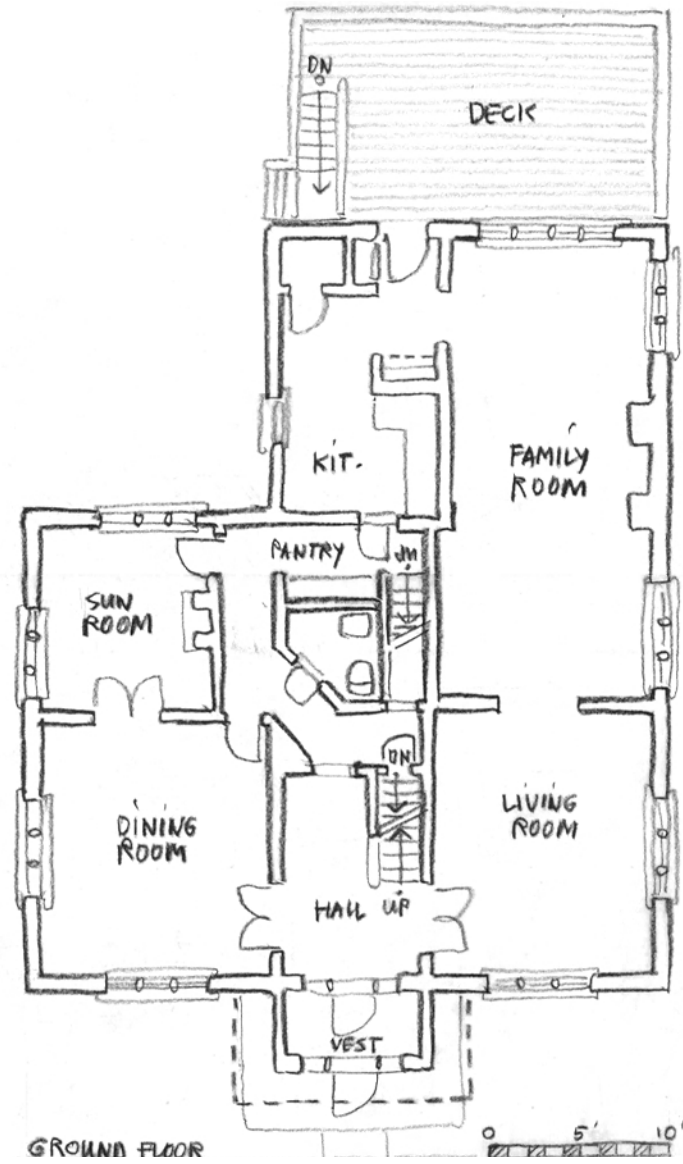 DN
DECK
KIT.
FAMILY
ROOM
PANTRY
DN
SUN
ROOM
DN
DINING
ROOM
LIVING
ROOM
HALL UP
VEST
GROUND FLOOR
0 5' 10'